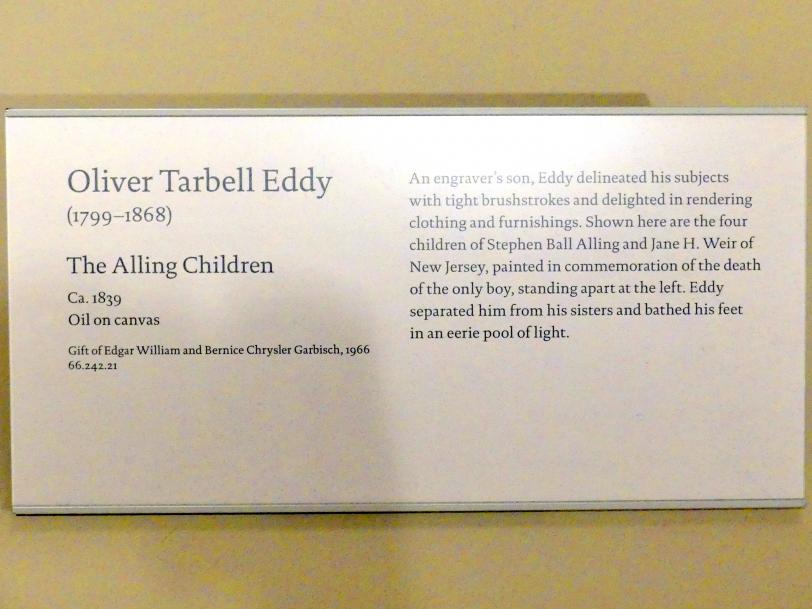 Oliver Tarbell Eddy
(1799–1868)
The Alling Children
Ca. 1839
Oil on canvas
Gift of Edgar William and Bernice Chrysler Garbisch, 1966
66.242.21
An engraver's son, Eddy delineated his subjects
with tight brushstrokes and delighted in rendering
clothing and furnishings. Shown here are the four
children of Stephen Ball Alling and Jane H. Weir of
New Jersey, painted in commemoration of the death
of the only boy, standing apart at the left. Eddy
separated him from his sisters and bathed his feet
in an eerie pool of light.